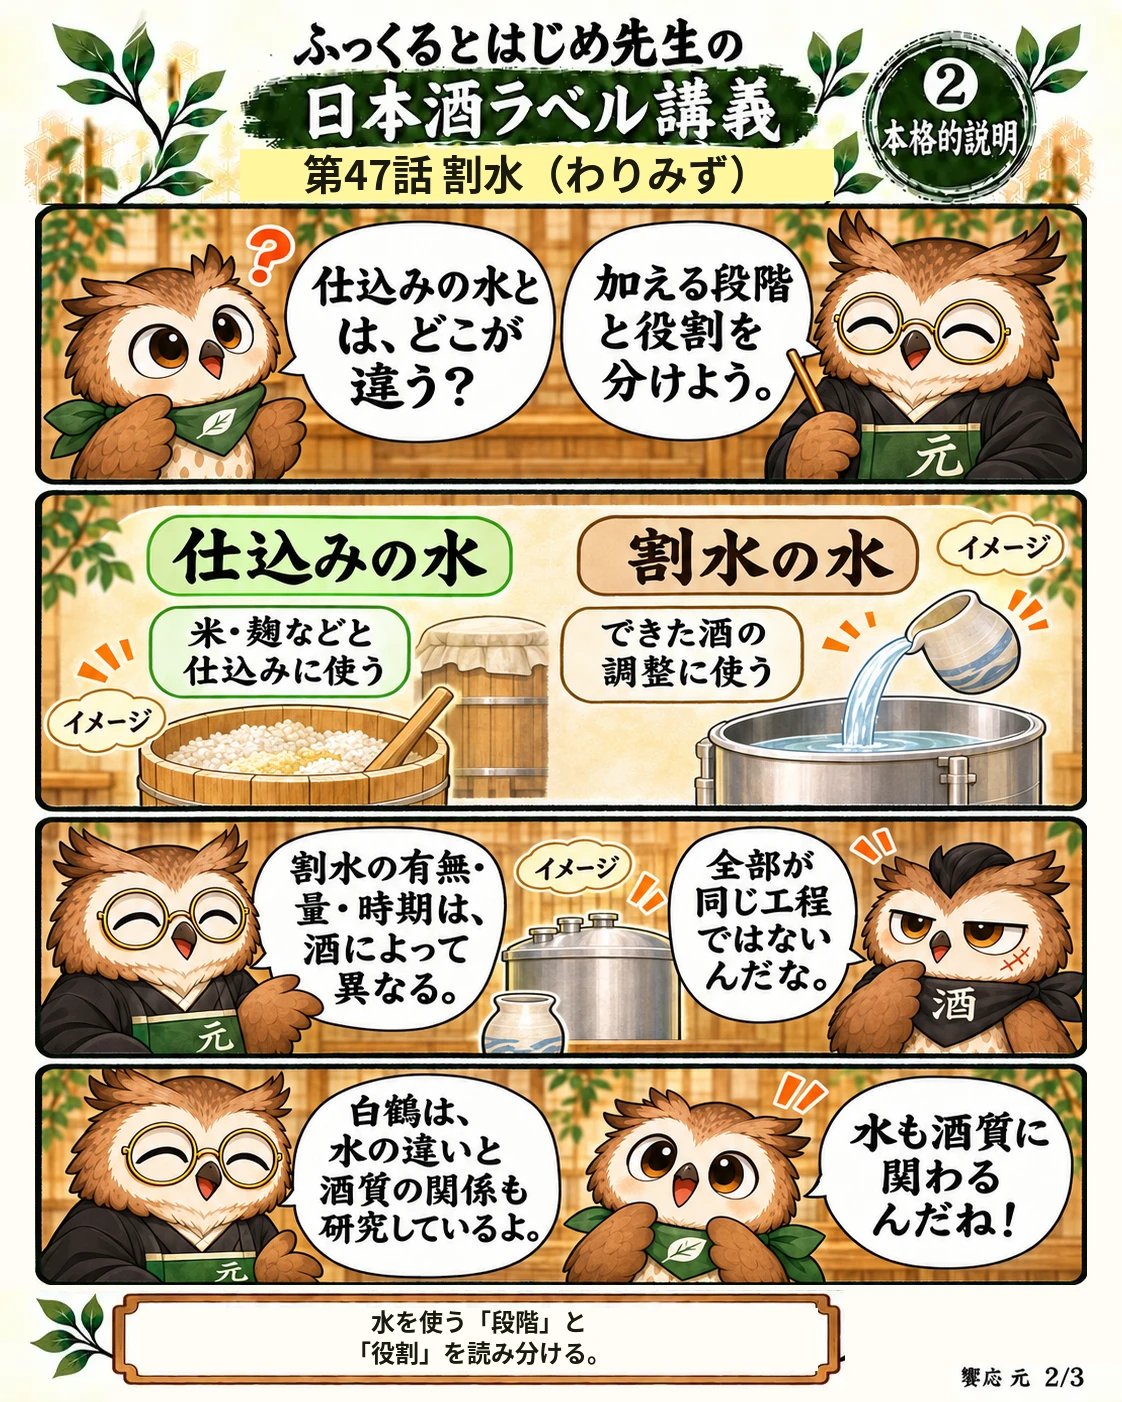 ふっくるとはじめ先生の
日本酒ラベル講義
2
本格的説明
第47話 割水（わりみず）
?
仕込みの水と
は、どこが
違う？
加える段階
と役割を
分けよう。
元
仕込みの水
割水の水
イメージ
米・麹などと
仕込みに使う
できた酒の
調整に使う
イメージ
割水の有無・
量・時期は、
酒によって
異なる。
イメージ
全部が
同じ工程
ではない
んだな。
元
酒
白鶴は、
水の違いと
酒質の関係も
研究しているよ。
水も酒質に
関わる
んだね！
元
水を使う「段階」と
「役割」を読み分ける。
饗応 元 2/3